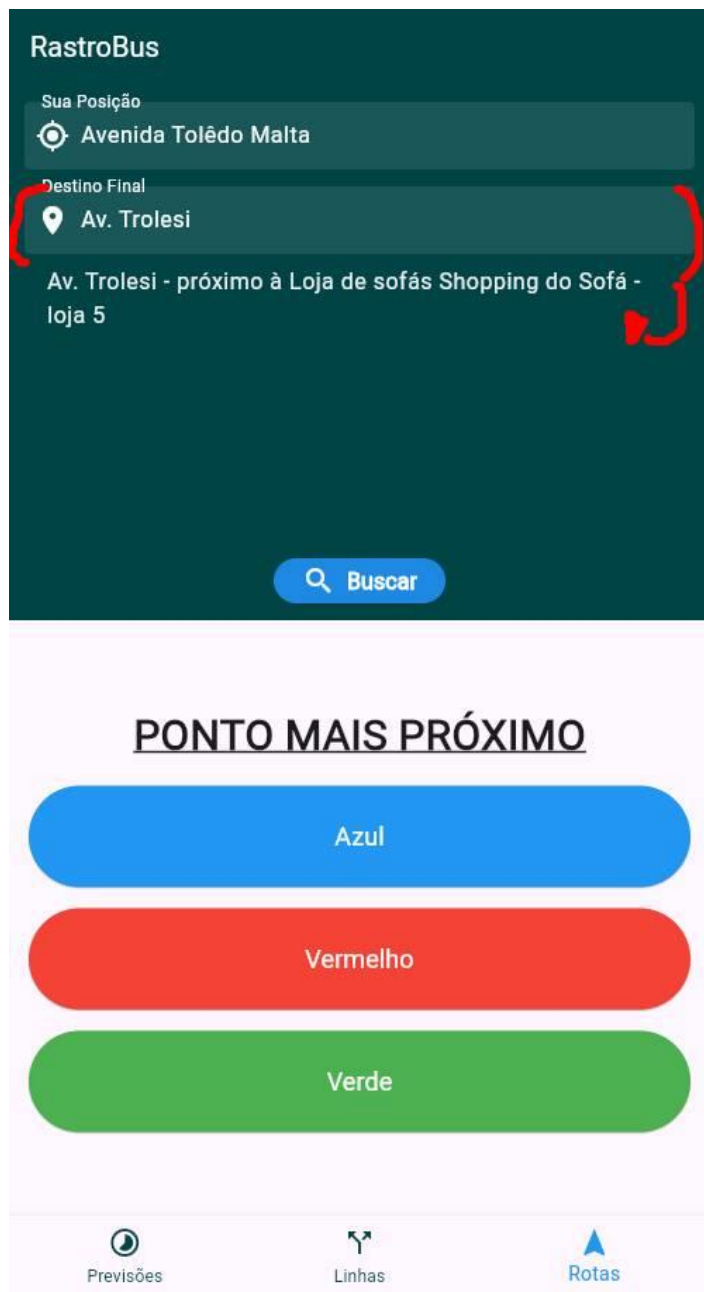 RastroBus
Sua Posição
Avenida Tolêdo Malta
Destino Final
Av. Trolesi
Av. Trolesi - próximo à Loja de sofás Shopping do Sofá -
loja 5
Buscar
PONTO MAIS PRÓXIMO
Azul
Vermelho
Verde
Previsões
Linhas
Rotas